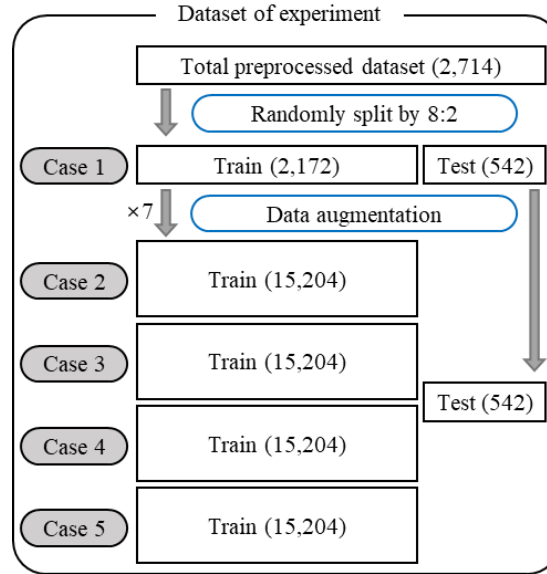 Dataset of experiment
Total preprocessed dataset (2,714)
Randomly split by 8:2
Case 1
Train (2,172)
Test (542)
×7
Data augmentation
Case 2
Train (15,204)
Case 3
Train (15,204)
Test (542)
Case 4
Train (15,204)
Case 5
Train (15,204)